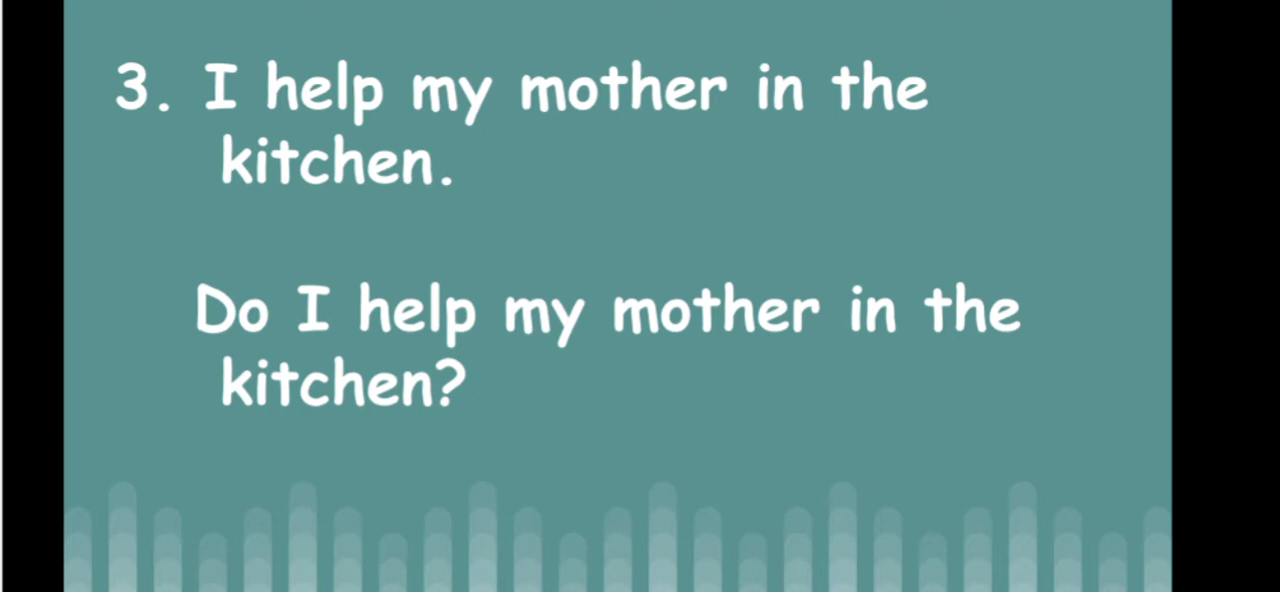 3. I help my mother in the
kitchen.
Do I help my mother in the
kitchen?